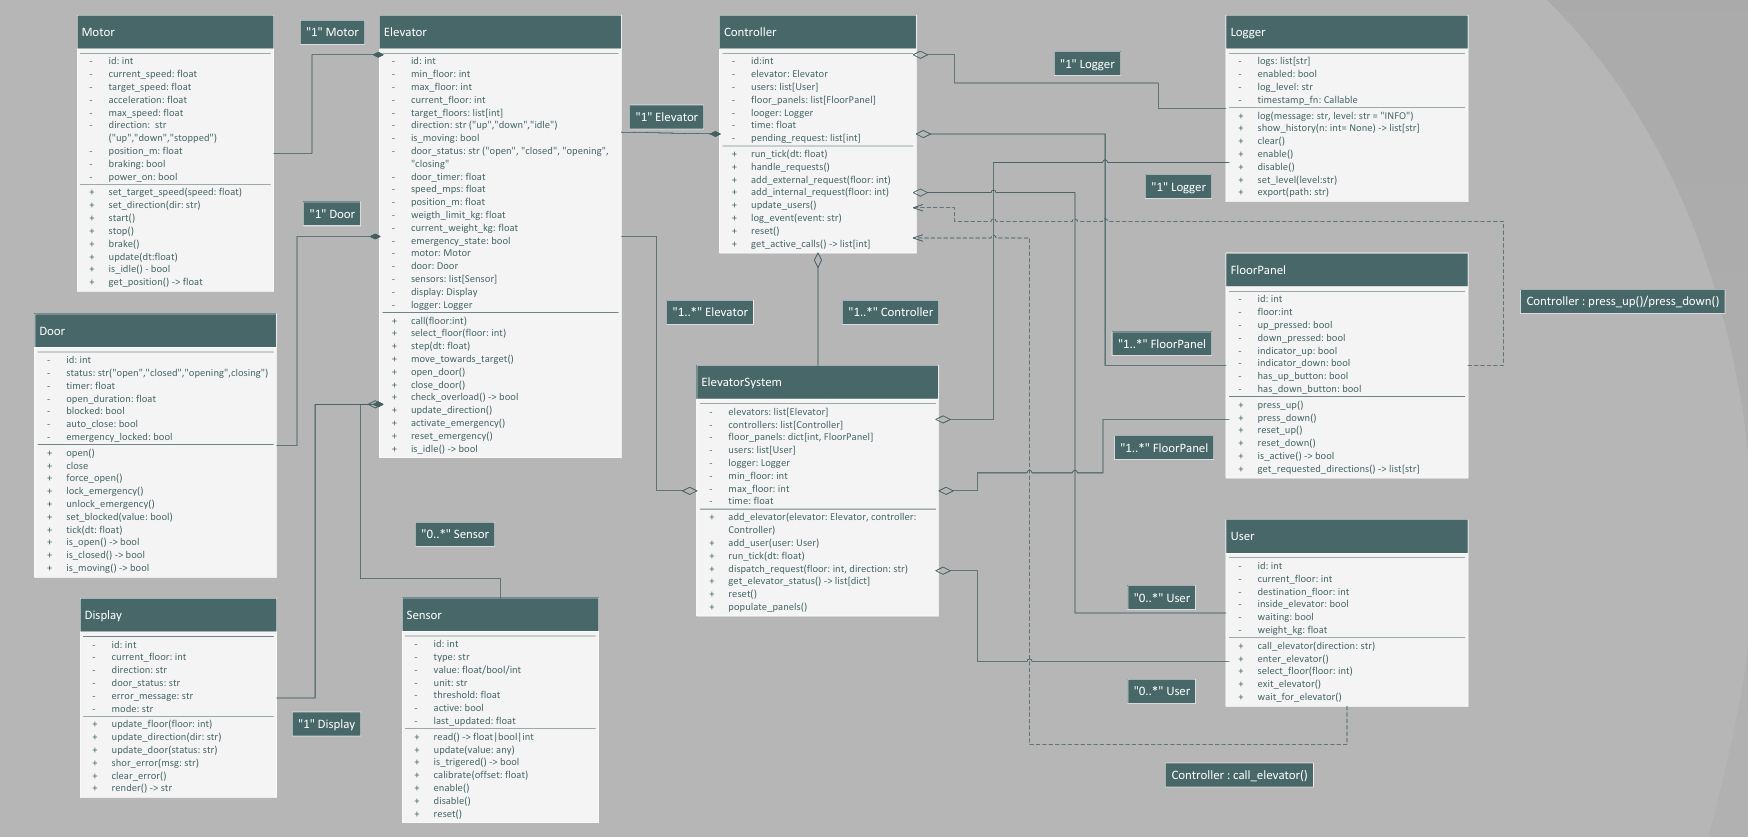 Motor
- id: int
- current_speed: float
- target_speed: float
- acceleration: float
- max_speed: float
- direction: str
("up","down","stopped")
- position_m: float
- braking: bool
- power_on: bool
+ set_target_speed(speed: float)
+ set_direction(dir: str)
+ start()
+ stop()
+ brake()
+ update(dt:float)
+ is_idle() - bool
+ get_position() -> float
"1" Motor
"1" Door
Door
- id: int
- status: str("open","closed","opening",closing")
- timer: float
- open_duration: float
- blocked: bool
- auto_close: bool
- emergency_locked: bool
+ open()
+ close
+ force_open()
+ lock_emergency()
+ unlock_emergency()
+ set_blocked(value: bool)
+ tick(dt: float)
+ is_open() -> bool
+ is_closed() -> bool
+ is_moving() -> bool
Display
- id: int
- current_floor: int
- direction: str
- door_status: str
- error_message: str
- mode: str
+ update_floor(floor: int)
+ update_direction(dir: str)
+ update_door(status: str)
+ shor_error(msg: str)
+ clear_error()
+ render() -> str
"1" Display
Elevator
- id: int
- min_floor: int
- max_floor: int
- current_floor: int
- target_floors: list[int]
- direction: str ("up","down","idle")
- is_moving: bool
- door_status: str ("open", "closed", "opening",
"closing"
- door_timer: float
- speed_mps: float
- position_m: float
- weigth_limit_kg: float
- current_weight_kg: float
- emergency_state: bool
- motor: Motor
- door: Door
- sensors: list[Sensor]
- display: Display
- logger: Logger
+ call(floor:int)
+ select_floor(floor: int)
+ step(dt: float)
+ move_towards_target()
+ open_door()
+ close_door()
+ check_overload() -> bool
+ update_direction()
+ activate_emergency()
+ reset_emergency()
+ is_idle() -> bool
"0..*" Sensor
Sensor
- id: int
- type: str
- value: float/bool/int
- unit: str
- threshold: float
- active: bool
- last_updated: float
+ read() -> float|bool|int
+ update(value: any)
+ is_trigered() -> bool
+ calibrate(offset: float)
+ enable()
+ disable()
+ reset()
"1" Elevator
"1..*" Elevator
Controller
- id:int
- elevator: Elevator
- users: list[User]
- floor_panels: list[FloorPanel]
- looger: Logger
- time: float
- pending_request: list[int]
+ run_tick(dt: float)
+ handle_requests()
+ add_external_request(floor: int)
+ add_internal_request(floor: int)
+ update_users()
+ log_event(event: str)
+ reset()
+ get_active_calls() -> list[int]
"1..*" Controller
ElevatorSystem
- elevators: list[Elevator]
- controllers: list[Controller]
- floor_panels: dict[int, FloorPanel]
- users: list[User]
- logger: Logger
- min_floor: int
- max_floor: int
- time: float
+ add_elevator(elevator: Elevator, controller:
Controller)
+ add_user(user: User)
+ run_tick(dt: float)
+ dispatch_request(floor: int, direction: str)
+ get_elevator_status() -> list[dict]
+ reset()
+ populate_panels()
"1" Logger
"1" Logger
"1..*" FloorPanel
"1..*" FloorPanel
"0..*" User
"0..*" User
Logger
- logs: list[str]
- enabled: bool
- log_level: str
- timestamp_fn: Callable
+ log(message: str, level: str = "INFO")
+ show_history(n: int= None) -> list[str]
+ clear()
+ enable()
+ disable()
+ set_level(level:str)
+ export(path: str)
FloorPanel
- id: int
- floor:int
- up_pressed: bool
- down_pressed: bool
- indicator_up: bool
- indicator_down: bool
- has_up_button: bool
- has_down_button: bool
+ press_up()
+ press_down()
+ reset_up()
+ reset_down()
+ is_active() -> bool
+ get_requested_directions() -> list[str]
Controller : press_up()/press_down()
User
- id: int
- current_floor: int
- destination_floor: int
- inside_elevator: bool
- waiting: bool
- weight_kg: float
+ call_elevator(direction: str)
+ enter_elevator()
+ select_floor(floor: int)
+ exit_elevator()
+ wait_for_elevator()
Controller : call_elevator()